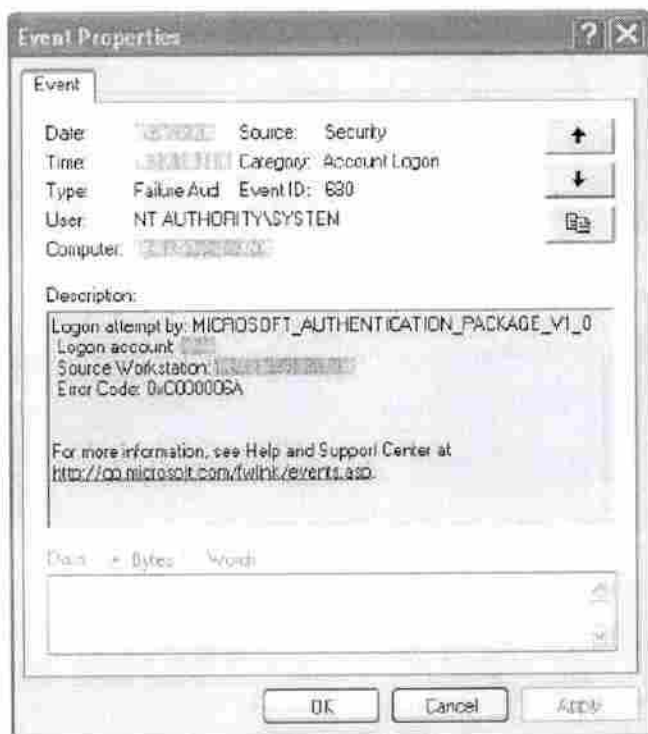 Event Properties
Event
Date: Source: Security
Time: Category: Account Logon
Type: Failure Aud Event ID: 680
User: NT AUTHORITY\SYSTEM
Computer:
Description:
Logon attempt by: MICROSOFT_AUTHENTICATION_PACKAGE_V1_0
Logon account:
Source Workstation:
Error Code: 0xC000006A
For more information, see Help and Support Center at
http://go.microsoft.com/fwlink/events.asp.
Data: Bytes Words
OK Cancel Apply